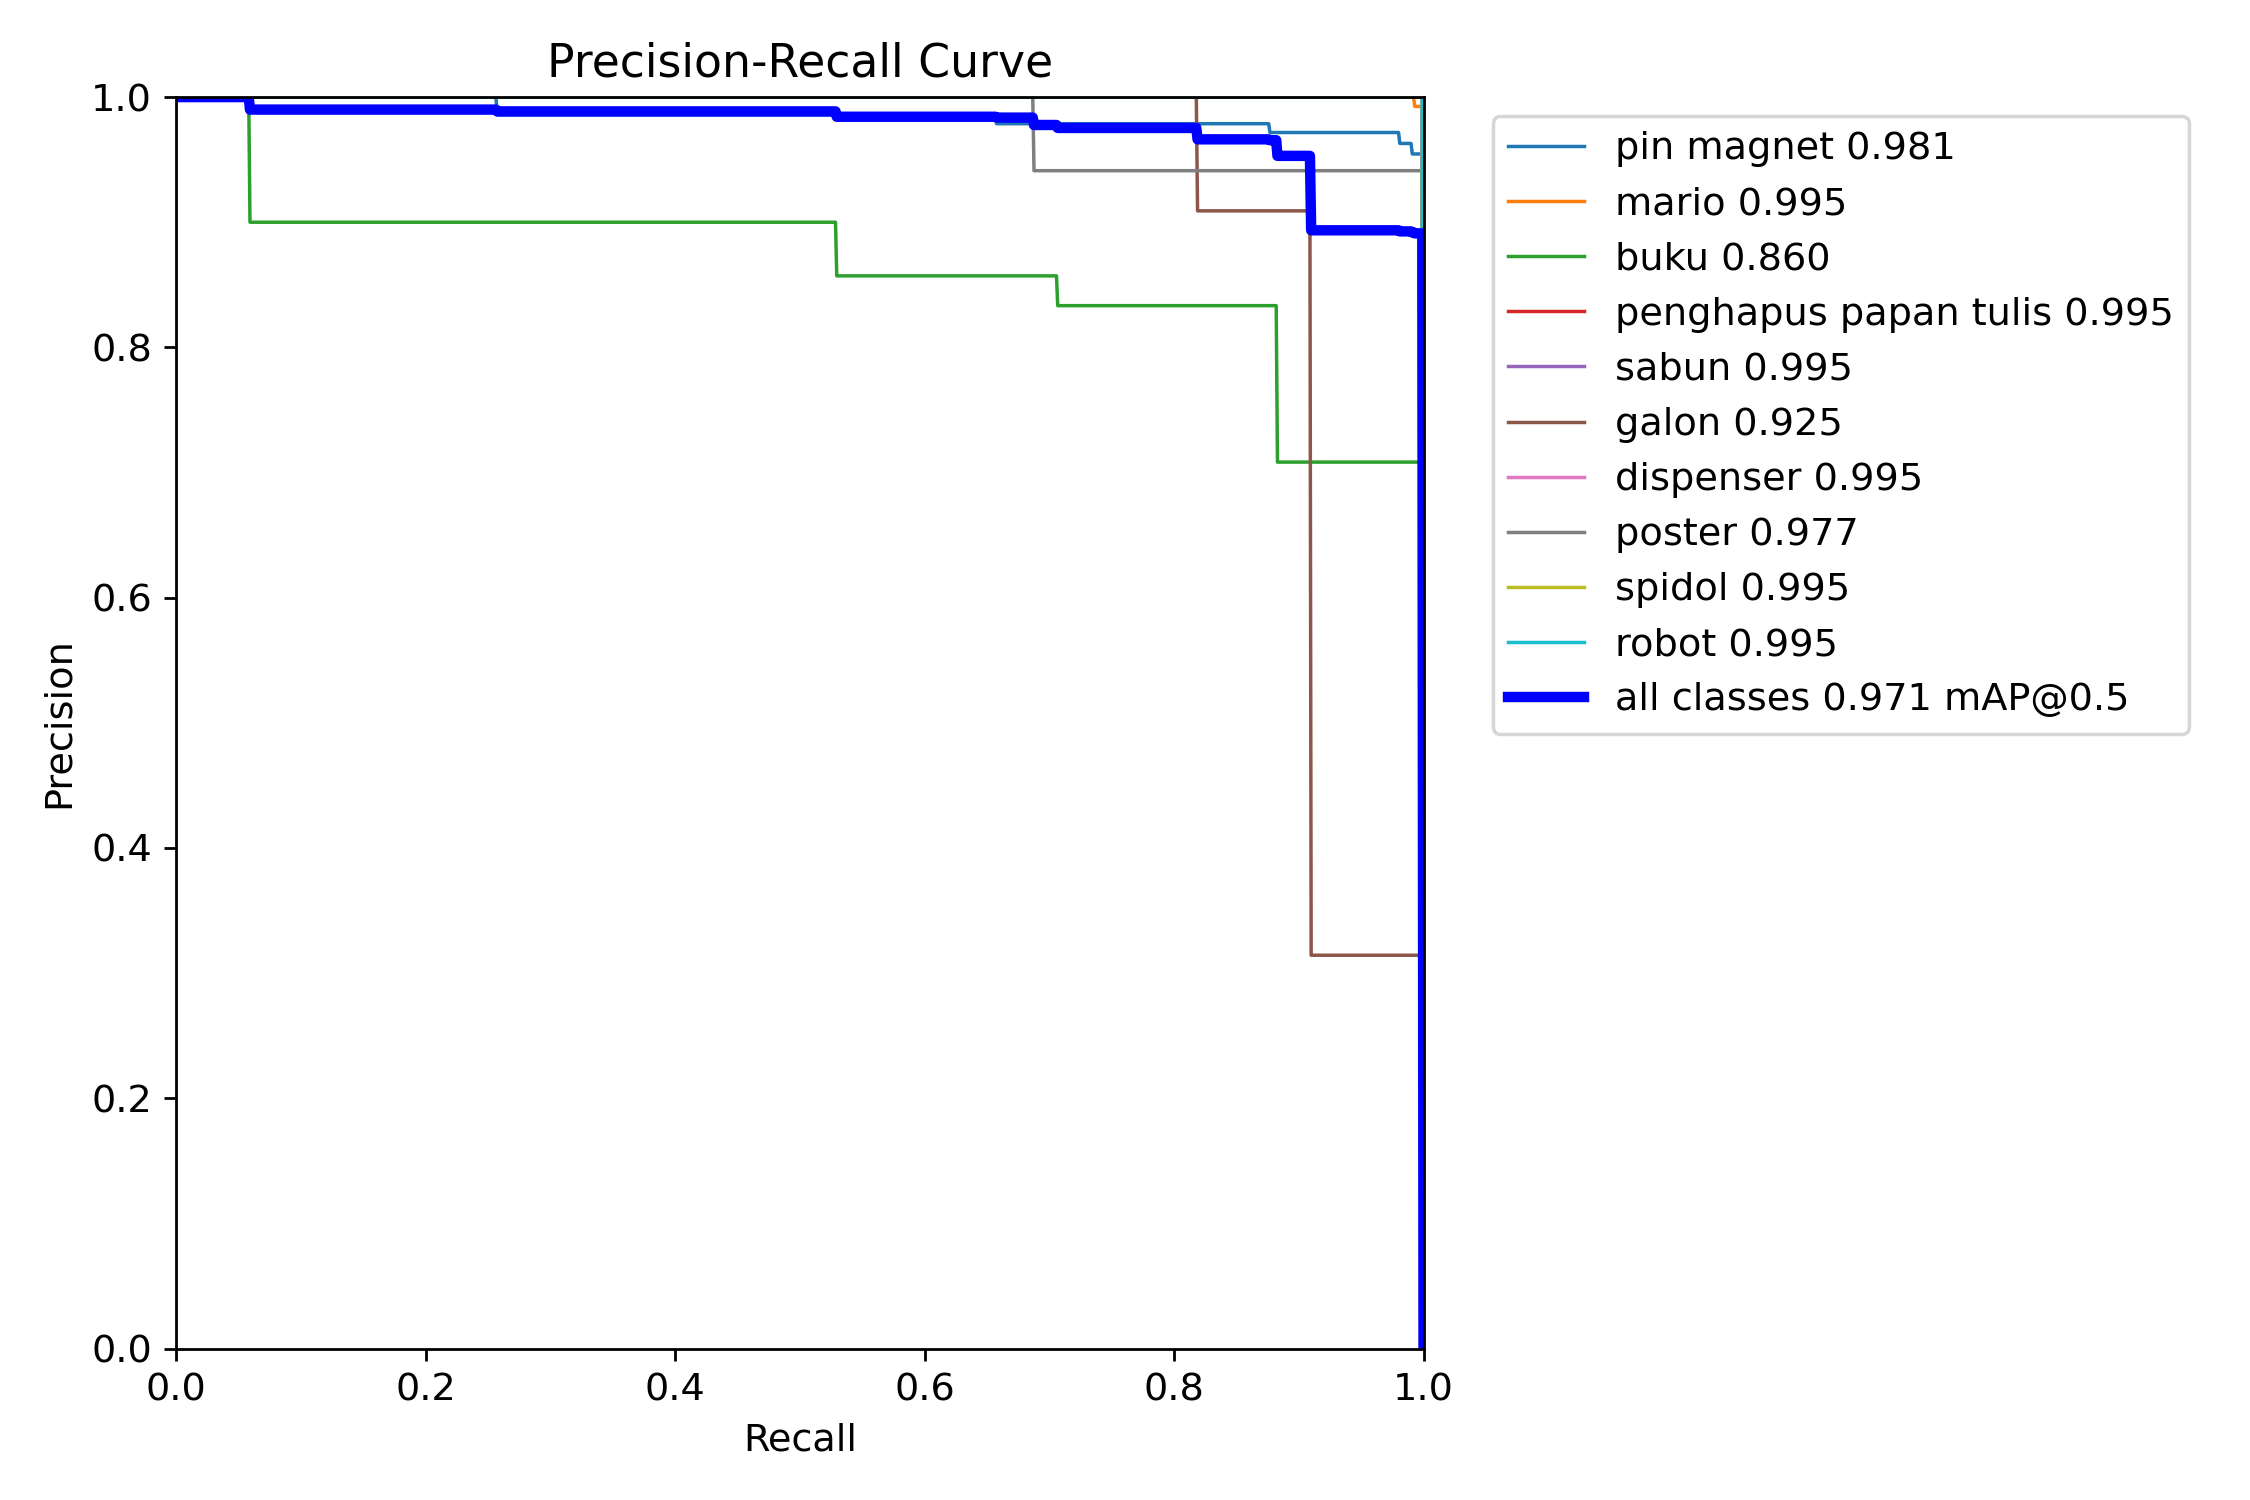 Precision-Recall Curve
1.0
0.8
0.6
0.4
0.2
0.0
Precision
0.0 0.2 0.4 0.6 0.8 1.0
Recall
pin magnet 0.981
mario 0.995
buku 0.860
penghapus papan tulis 0.995
sabun 0.995
galon 0.925
dispenser 0.995
poster 0.977
spidol 0.995
robot 0.995
all classes 0.971 mAP@0.5